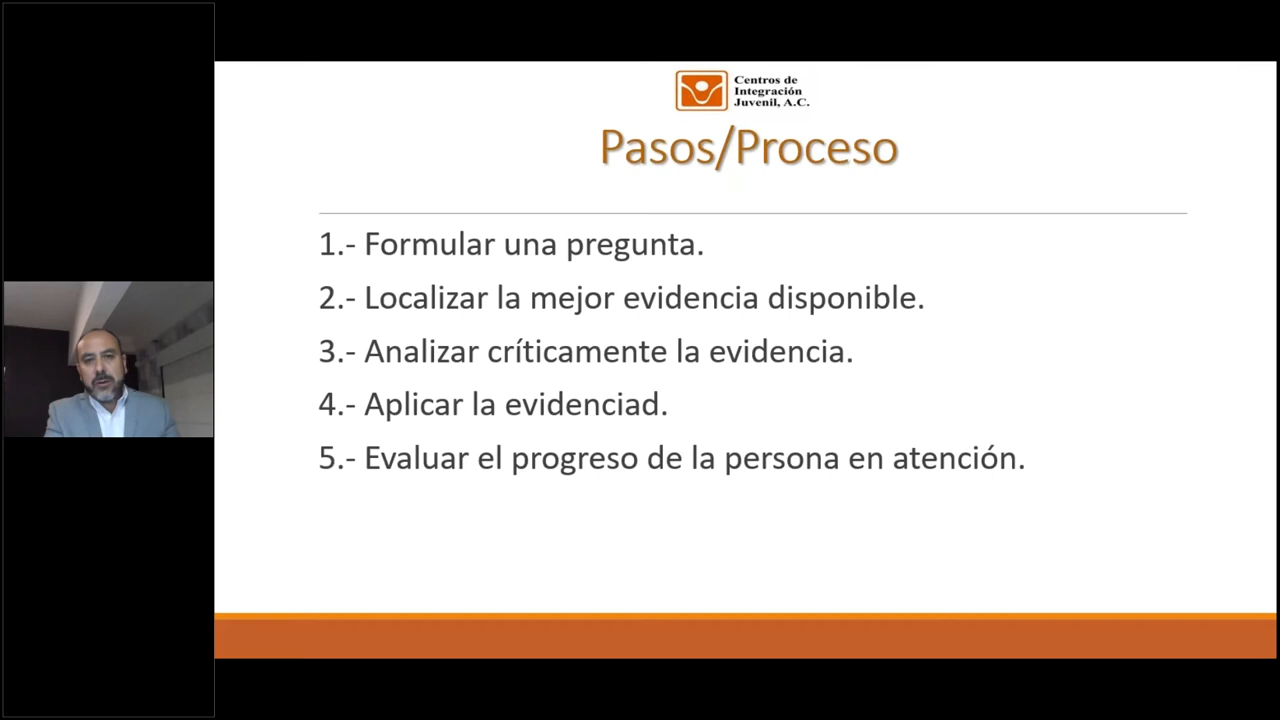 Centros de
Integración
Juvenil, A.C.
Pasos/Proceso
1.- Formular una pregunta.
2.- Localizar la mejor evidencia disponible.
3.- Analizar críticamente la evidencia.
4.- Aplicar la evidenciad.
5.- Evaluar el progreso de la persona en atención.